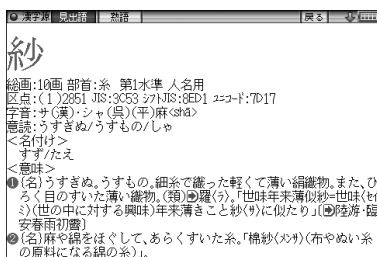 漢字源 見出語 熟語 戻る
紗
総画:10画 部首:糸 第1水準 人名用
区点:(1)2851 JIS:3C53 シフトJIS:8ED1 ユニコード:7D17
字音:サ(漢)・シャ(呉)(平)麻〈shā〉
意読:うすぎぬ/うすもの/しゃ
<名付け>
すず/たえ
<意味>
❶(名)うすぎぬ。うすもの。細糸で織った軽くて薄い絹織物。また、ひ
ろく目のすいた薄い織物。(類)羅(ラ)。「世味年来薄似紗=世味(セイ
ミ)(世の中に対する興味)年来薄きこと紗(サ)に似たり」〔陸游・臨
安春雨初霽〕
❷(名)麻や綿をほぐして、あらくすいた糸。「棉紗(メンサ)(布やぬい糸
の原料になる綿の糸)」。